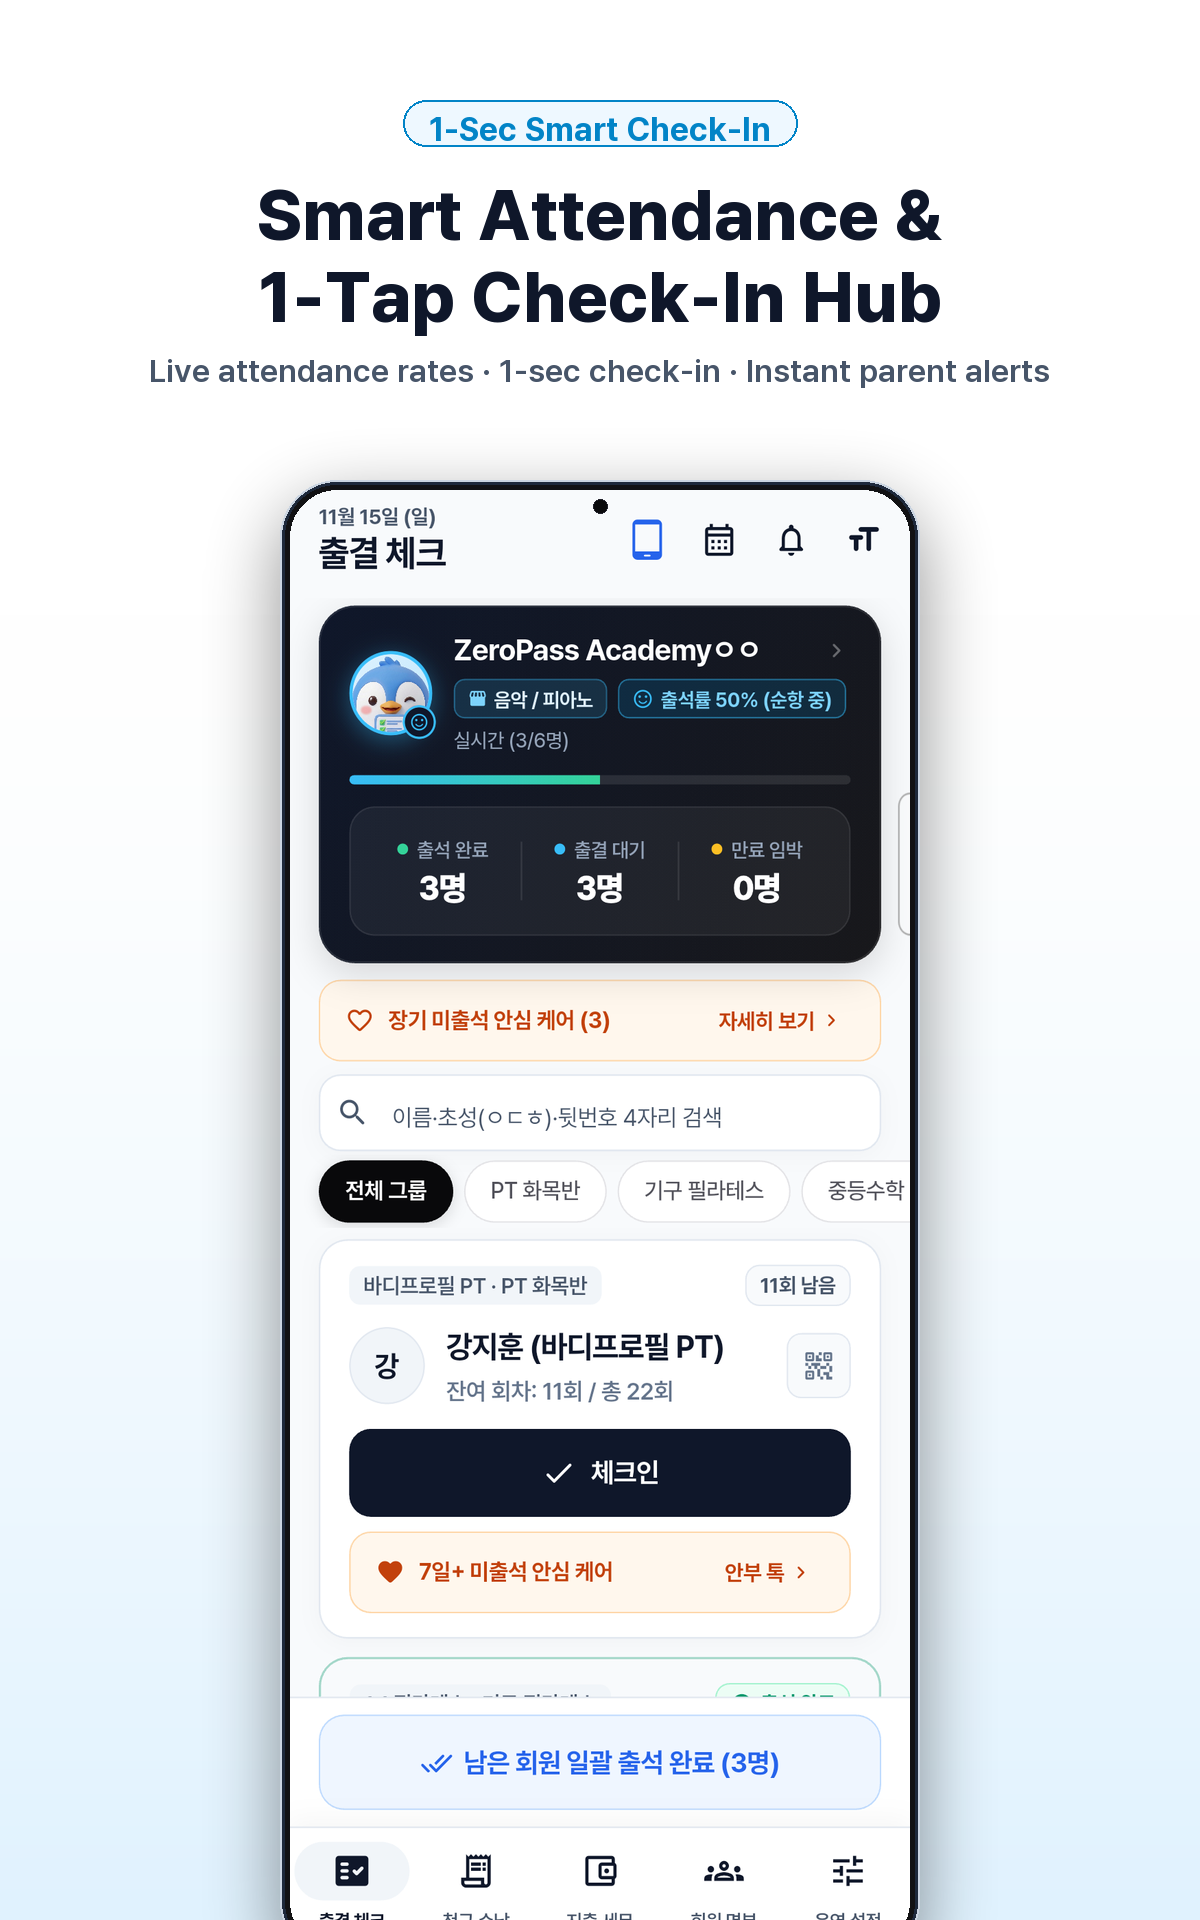 1-Sec Smart Check-In
Smart Attendance &
1-Tap Check-In Hub
Live attendance rates · 1-sec check-in · Instant parent alerts
11월 15일 (일)
출결 체크
ZeroPass Academyㅇㅇ
음악 / 피아노
출석률 50% (순항 중)
실시간 (3/6명)
출석 완료
출결 대기
만료 임박
3명
3명
0명
장기 미출석 안심 케어 (3)
자세히 보기
이름·초성(ㅇㄷㅎ)·뒷번호 4자리 검색
전체 그룹
PT 화목반
기구 필라테스
중등수학
바디프로필 PT · PT 화목반
11회 남음
강
강지훈 (바디프로필 PT)
잔여 회차: 11회 / 총 22회
체크인
7일+ 미출석 안심 케어
안부 톡
남은 회원 일괄 출석 완료 (3명)
출결 체크